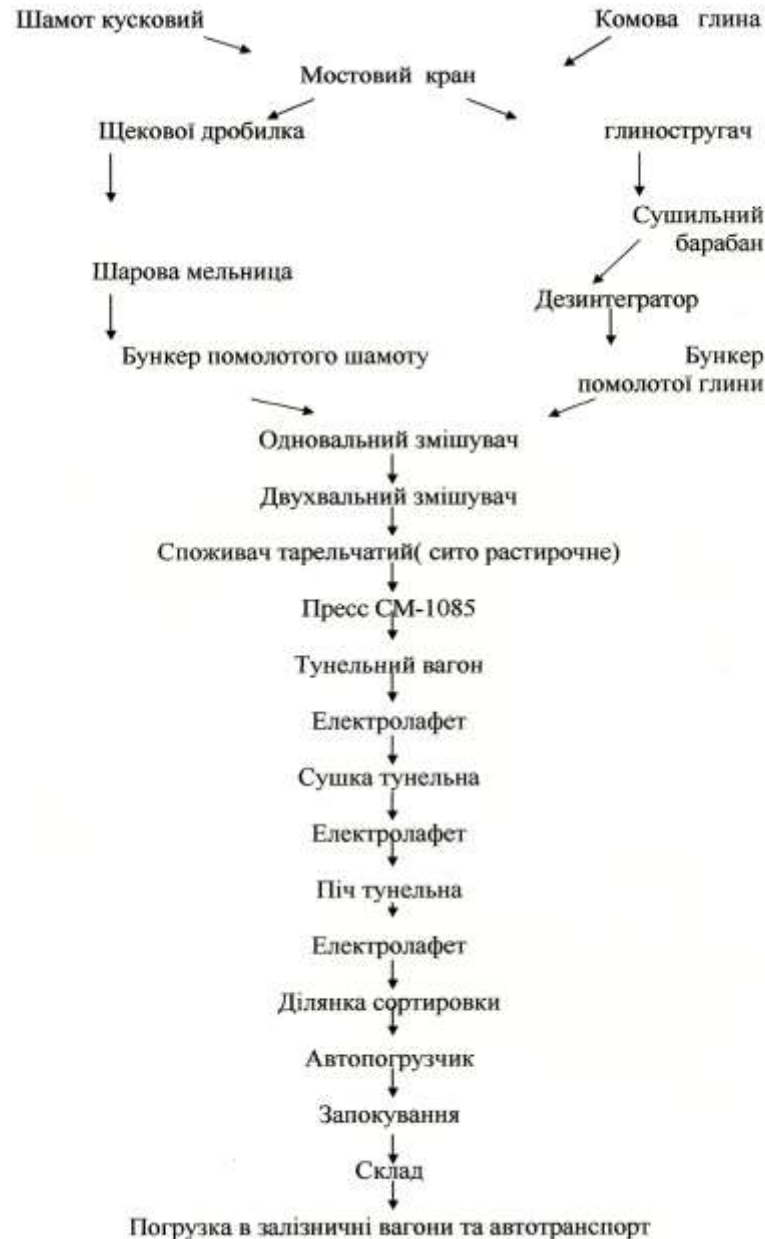 Шамот кусковий
Комова глина
Мостовий кран
Щекової дробилка
глиностругач
Сушильний
барабан
Шарова мельница
Дезинтегратор
Бункер помолотого шамоту
Бункер
помолотої глини
Одновальний змішувач
Двухвальний змішувач
Споживач тарельчатий( сито растирочне)
Пресс СМ-1085
Тунельний вагон
Електролафет
Сушка тунельна
Електролафет
Піч тунельна
Електролафет
Ділянка сортировки
Автопогрузчик
Запокування
Склад
Погрузка в залізничні вагони та автотранспорт